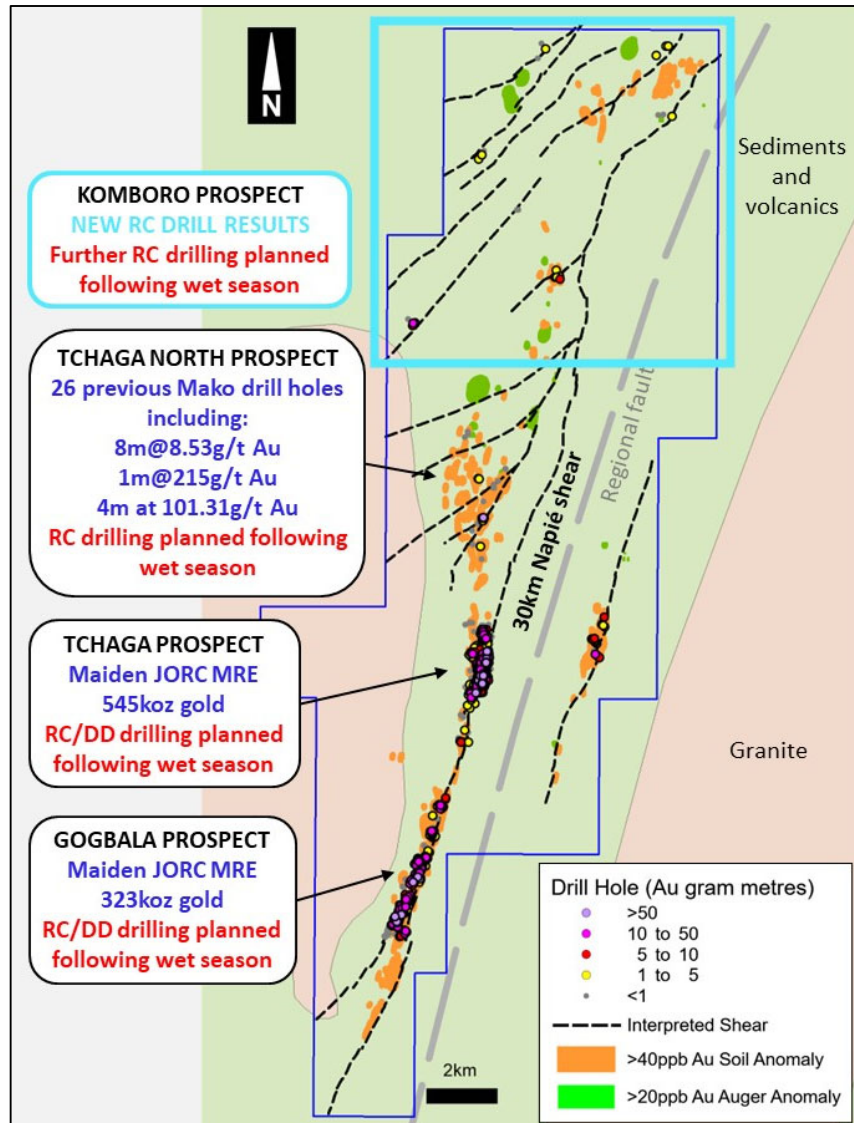 N
KOMBORO PROSPECT
NEW RC DRILL RESULTS
Further RC drilling planned
following wet season
TCHAGA NORTH PROSPECT
26 previous Mako drill holes
including:
8m@8.53g/t Au
1m@215g/t Au
4m at 101.31g/t Au
RC drilling planned following
wet season
TCHAGA PROSPECT
Maiden JORC MRE
545koz gold
RC/DD drilling planned
following wet season
GOGBALA PROSPECT
Maiden JORC MRE
323koz gold
RC/DD drilling planned
following wet season
Sediments
and
volcanics
Regional fault
30km Napié shear
Granite
2km
Drill Hole (Au gram metres)
>50
10 to 50
5 to 10
1 to 5
<1
Interpreted Shear
>40ppb Au Soil Anomaly
>20ppb Au Auger Anomaly